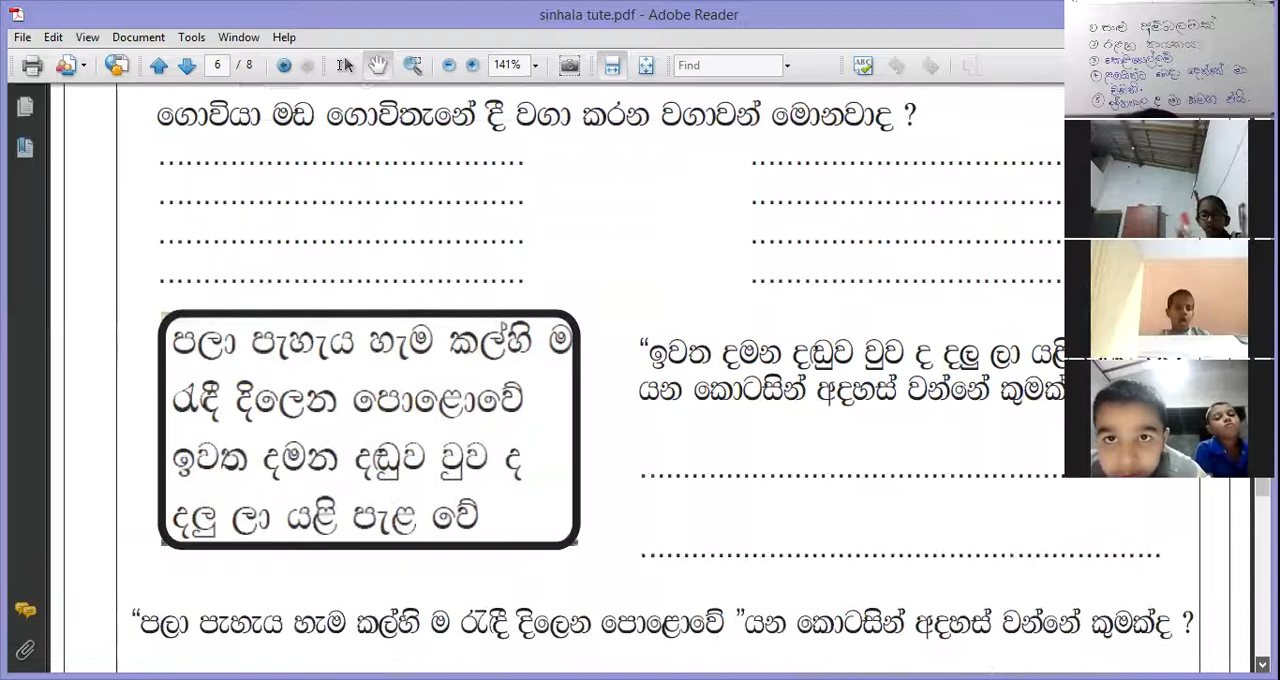 sinhala tute.pdf - Adobe Reader
File Edit View Document Tools Window Help
6 / 8 141% Find
ගොවියා මඩ ගොවිතැනේ දී වගා කරන වගාවන් මොනවාද ?
.........................................
.........................................
.........................................
.........................................
පලා පැහැය හැම කල්හි ම
රැඳී දිලෙන පොළොවේ
ඉවත දමන දඬුව වුව ද
දලු ලා යළි පැළ වේ
“ඉවත දමන දඬුව වුව ද දලු ලා යළි
යන කොටසින් අදහස් වන්නේ කුමක්
.........................................
.........................................
“පලා පැහැය හැම කල්හි ම රැඳී දිලෙන පොළොවේ ”යන කොටසින් අදහස් වන්නේ කුමක්ද ?